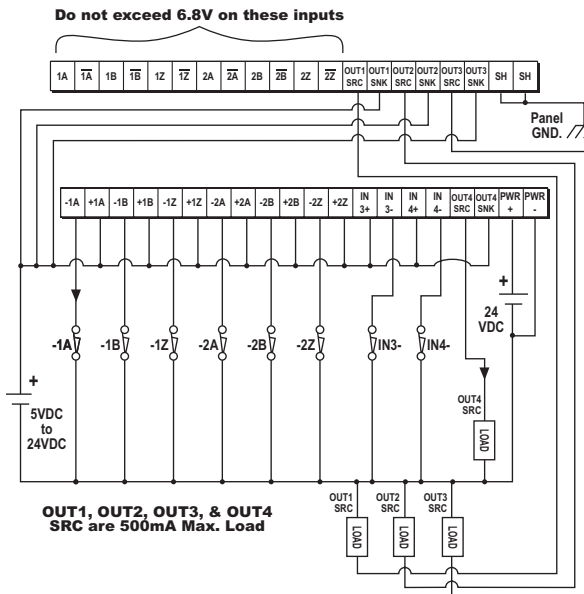 Do not exceed 6.8V on these inputs
1A 1A̅ 1B 1B̅ 1Z 1Z̅ 2A 2A̅ 2B 2B̅ 2Z 2Z̅ OUT1 SRC OUT1 SNK OUT2 SRC OUT2 SNK OUT3 SRC OUT3 SNK SH SH
Panel
GND.
-1A +1A -1B +1B -1Z +1Z -2A +2A -2B +2B -2Z +2Z IN 3+ IN 3- IN 4+ IN 4- OUT4 SRC OUT4 SNK PWR + PWR -
+
24
VDC
-1A -1B -1Z -2A -2B -2Z IN3- IN4-
+
5VDC
to
24VDC
OUT4
SRC
LOAD
OUT1, OUT2, OUT3, & OUT4
SRC are 500mA Max. Load
OUT1 SRC OUT2 SRC OUT3 SRC
LOAD LOAD LOAD